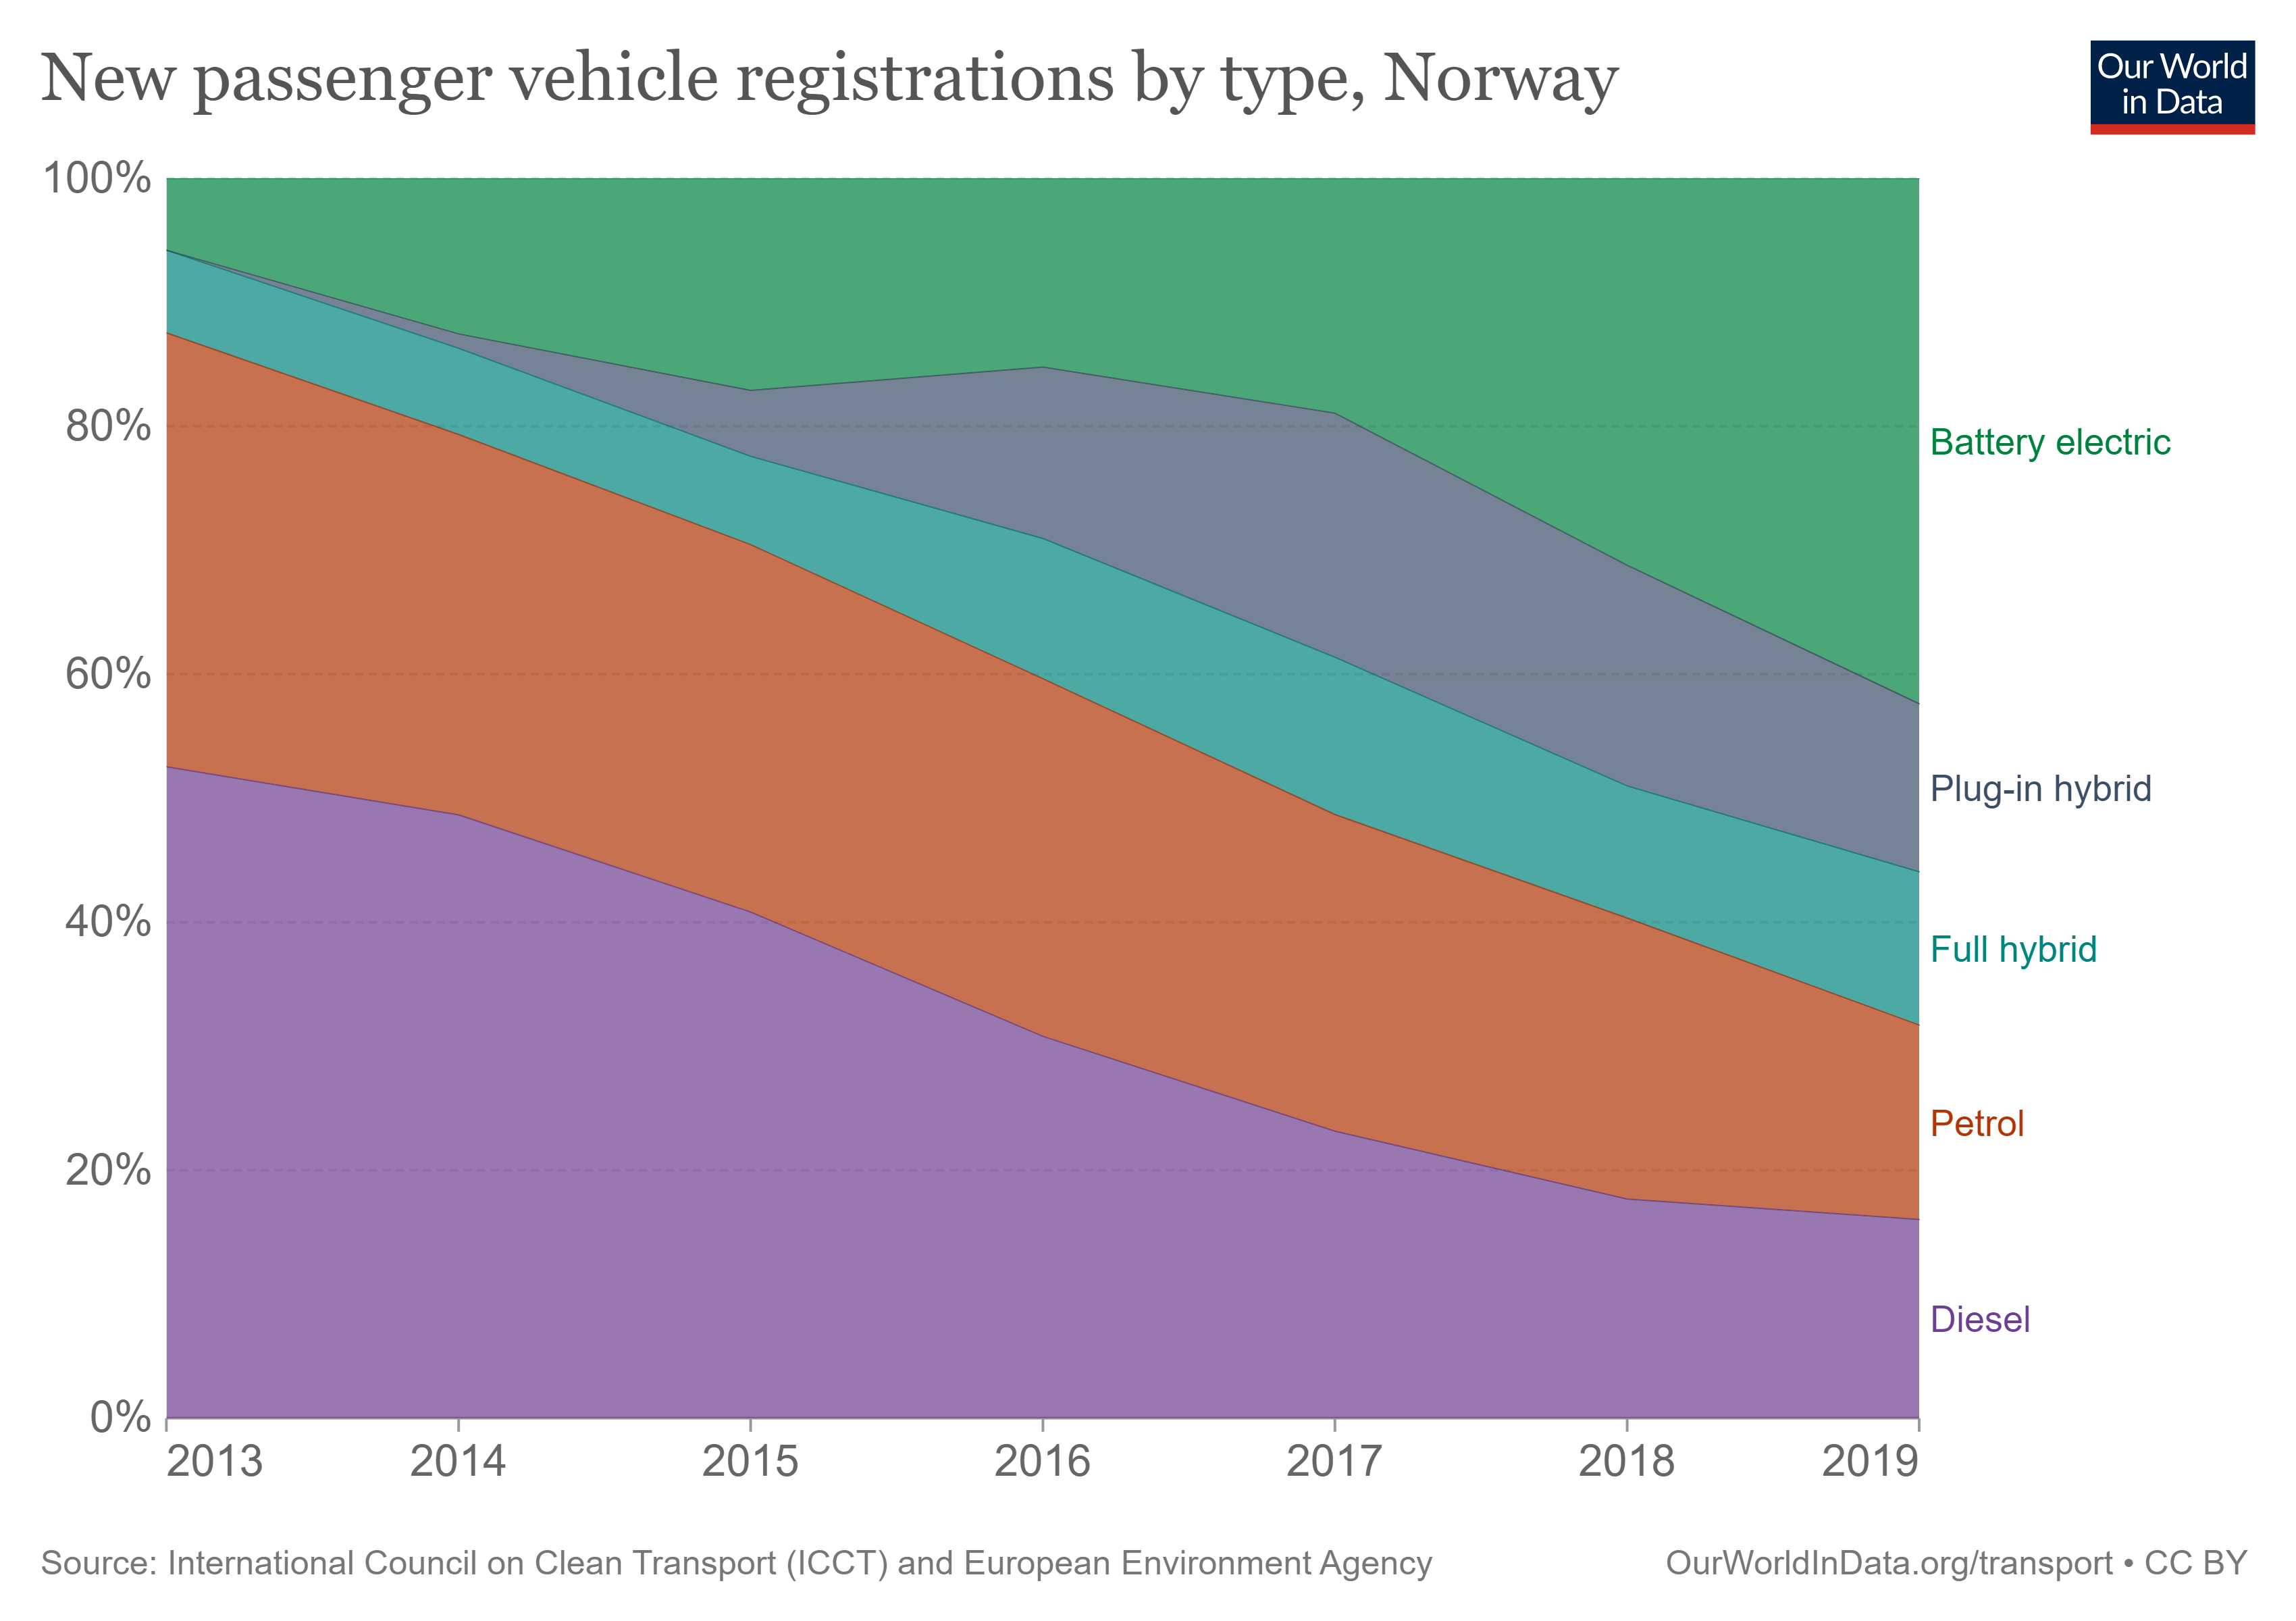 New passenger vehicle registrations by type, Norway
Our World
in Data
100%
80%
60%
40%
20%
0%
Battery electric
Plug-in hybrid
Full hybrid
Petrol
Diesel
2013 2014 2015 2016 2017 2018 2019
Source: International Council on Clean Transport (ICCT) and European Environment Agency
OurWorldInData.org/transport • CC BY